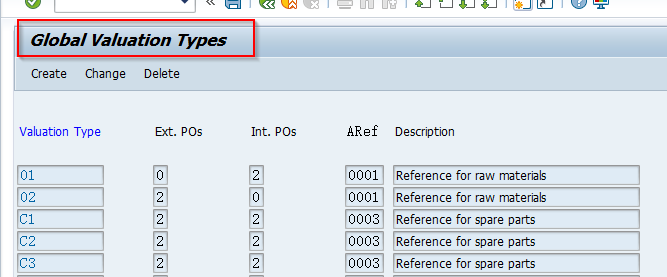 Global Valuation Types
Create Change Delete
Valuation Type Ext. POs Int. POs ARef Description
01 0 2 0001 Reference for raw materials
02 2 0 0001 Reference for raw materials
C1 2 2 0003 Reference for spare parts
C2 2 2 0003 Reference for spare parts
C3 2 2 0003 Reference for spare parts